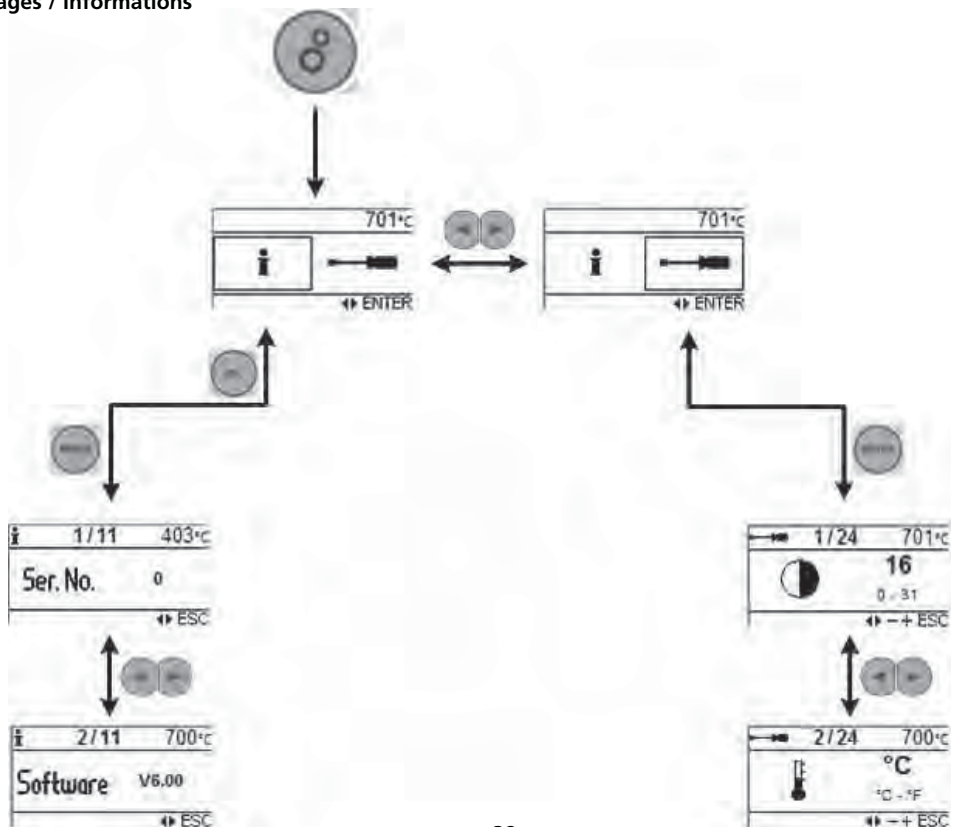 ages / Informations
701°C
i
◂▸ ENTER
701°C
i
◂▸ ENTER
i 1/11 403°C
Ser. No. 0
◂▸ ESC
1/24 701°C
16
0 - 31
◂▸ - + ESC
i 2/11 700°C
Software V6.00
◂▸ ESC
2/24 700°C
°C
°C - °F
◂▸ - + ESC